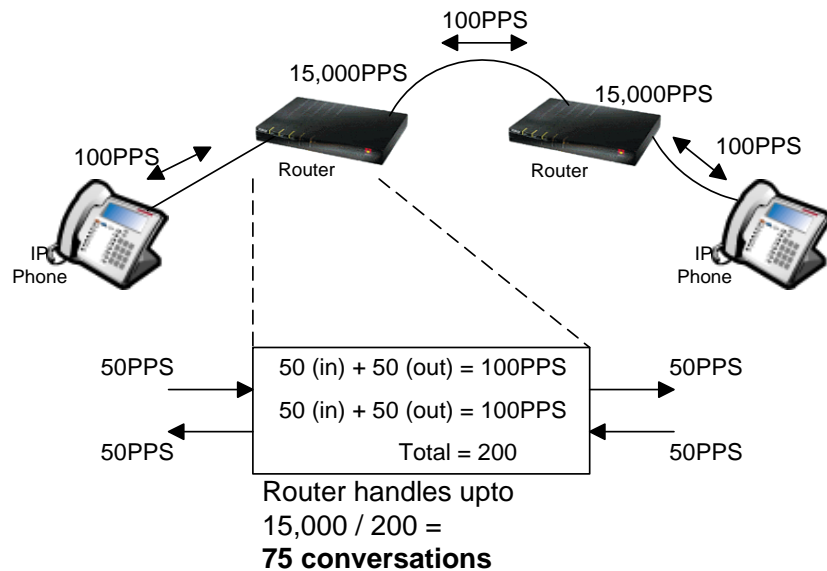 100PPS
15,000PPS
15,000PPS
100PPS
100PPS
Router
Router
IP
Phone
IP
Phone
50PPS
50 (in) + 50 (out) = 100PPS
50PPS
50 (in) + 50 (out) = 100PPS
50PPS
Total = 200
50PPS
Router handles upto
15,000 / 200 =
75 conversations